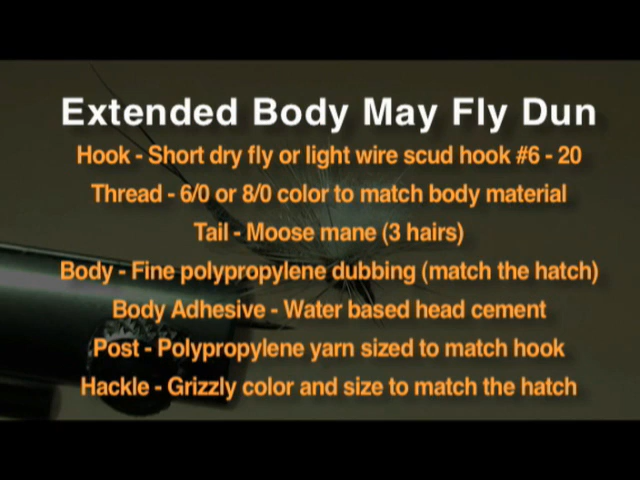 Extended Body May Fly Dun
Hook - Short dry fly or light wire scud hook #6 - 20
Thread - 6/0 or 8/0 color to match body material
Tail - Moose mane (3 hairs)
Body - Fine polypropylene dubbing (match the hatch)
Body Adhesive - Water based head cement
Post - Polypropylene yarn sized to match hook
Hackle - Grizzly color and size to match the hatch